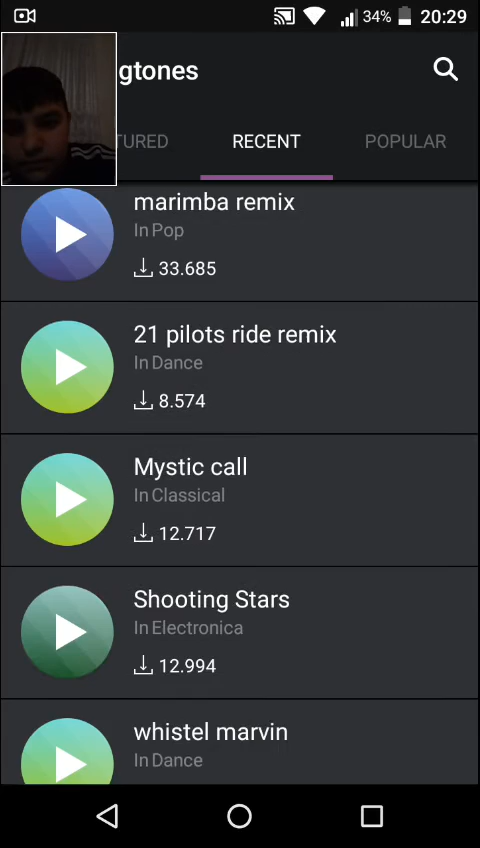 34% 20:29
gtones
TURED RECENT POPULAR
marimba remix
In Pop
33.685
21 pilots ride remix
In Dance
8.574
Mystic call
In Classical
12.717
Shooting Stars
In Electronica
12.994
whistel marvin
In Dance